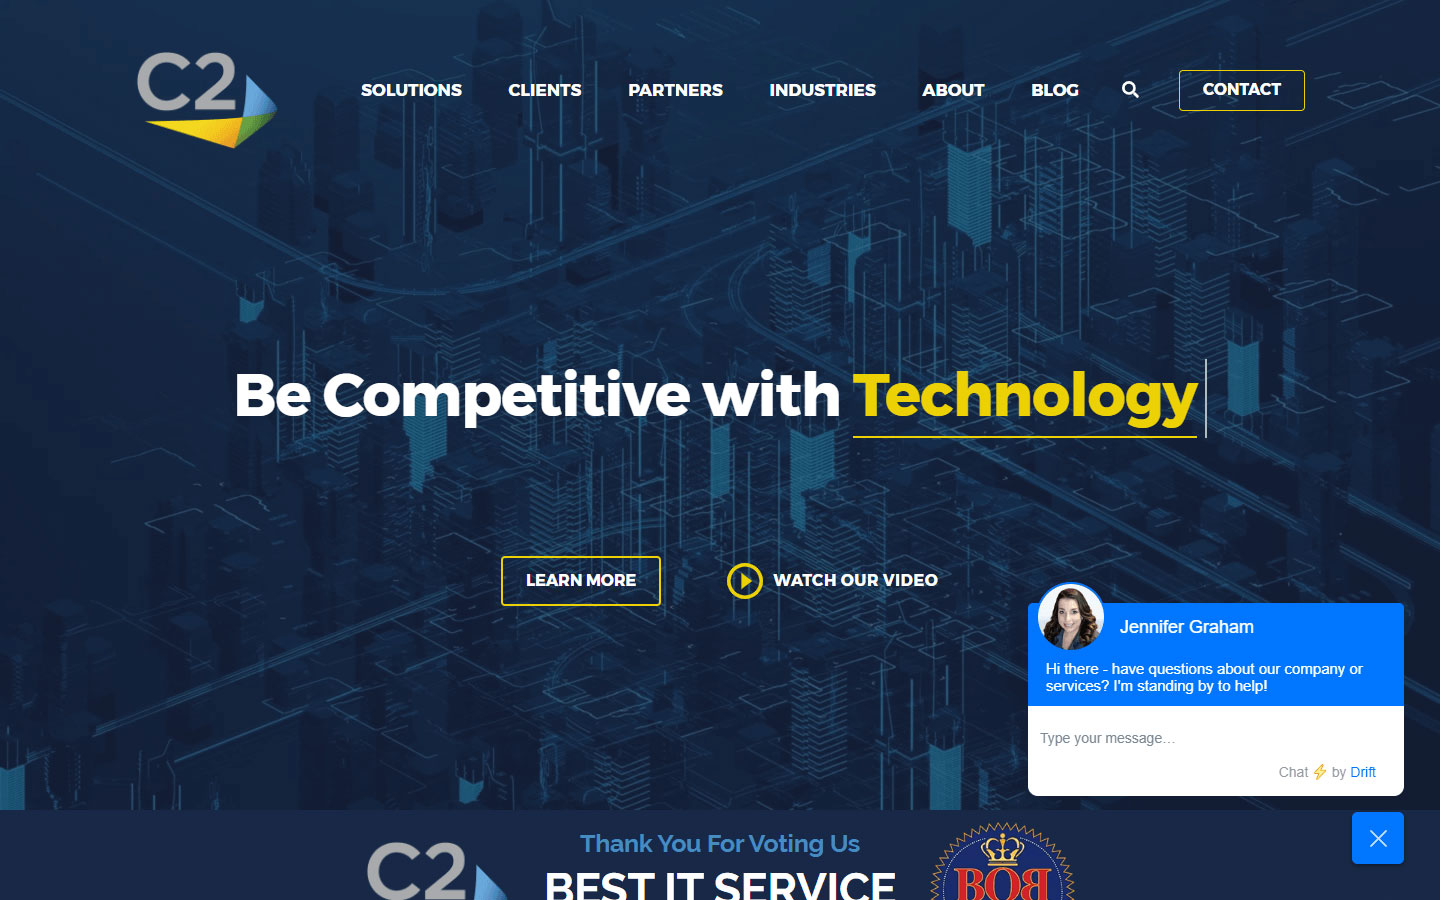 C2
SOLUTIONS
CLIENTS
PARTNERS
INDUSTRIES
ABOUT
BLOG
CONTACT
Be Competitive with Technology
LEARN MORE
WATCH OUR VIDEO
Jennifer Graham
Hi there - have questions about our company or
services? I'm standing by to help!
Type your message...
Chat ⚡ by Drift
C2
Thank You For Voting Us
BEST IT SERVICE
BOB